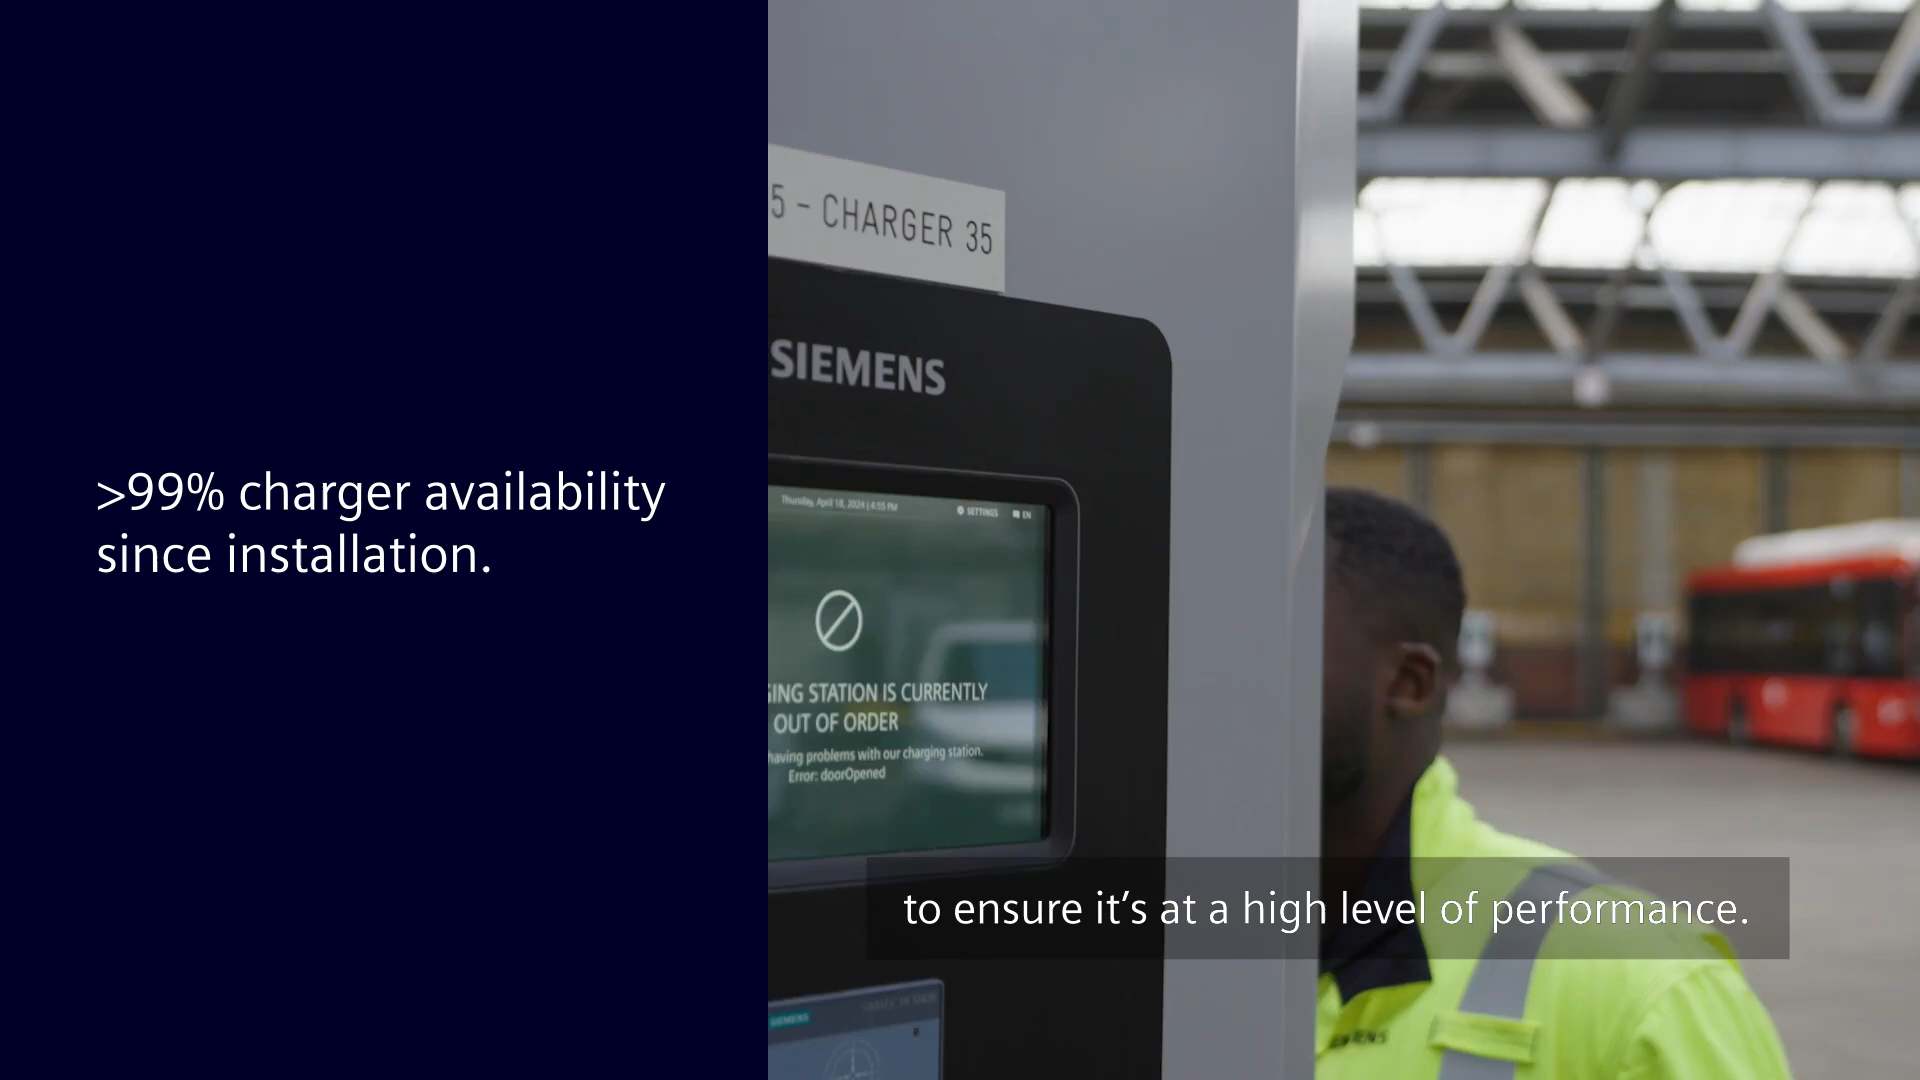 >99% charger availability
since installation.
5 - CHARGER 35
SIEMENS
Thursday, April 18, 2024 | 4:55 PM
SETTINGS
EN
ING STATION IS CURRENTLY
OUT OF ORDER
having problems with our charging station.
Error: doorOpened
to ensure it’s at a high level of performance.
SIEMENS